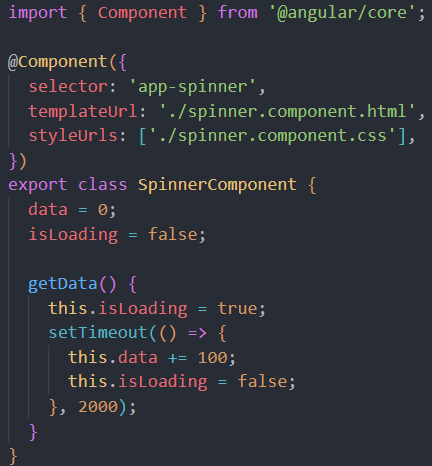 import { Component } from '@angular/core';
@Component({
  selector: 'app-spinner',
  templateUrl: './spinner.component.html',
  styleUrls: ['./spinner.component.css'],
})
export class SpinnerComponent {
  data = 0;
  isLoading = false;
  getData() {
    this.isLoading = true;
    setTimeout(() => {
      this.data += 100;
      this.isLoading = false;
    }, 2000);
  }
}